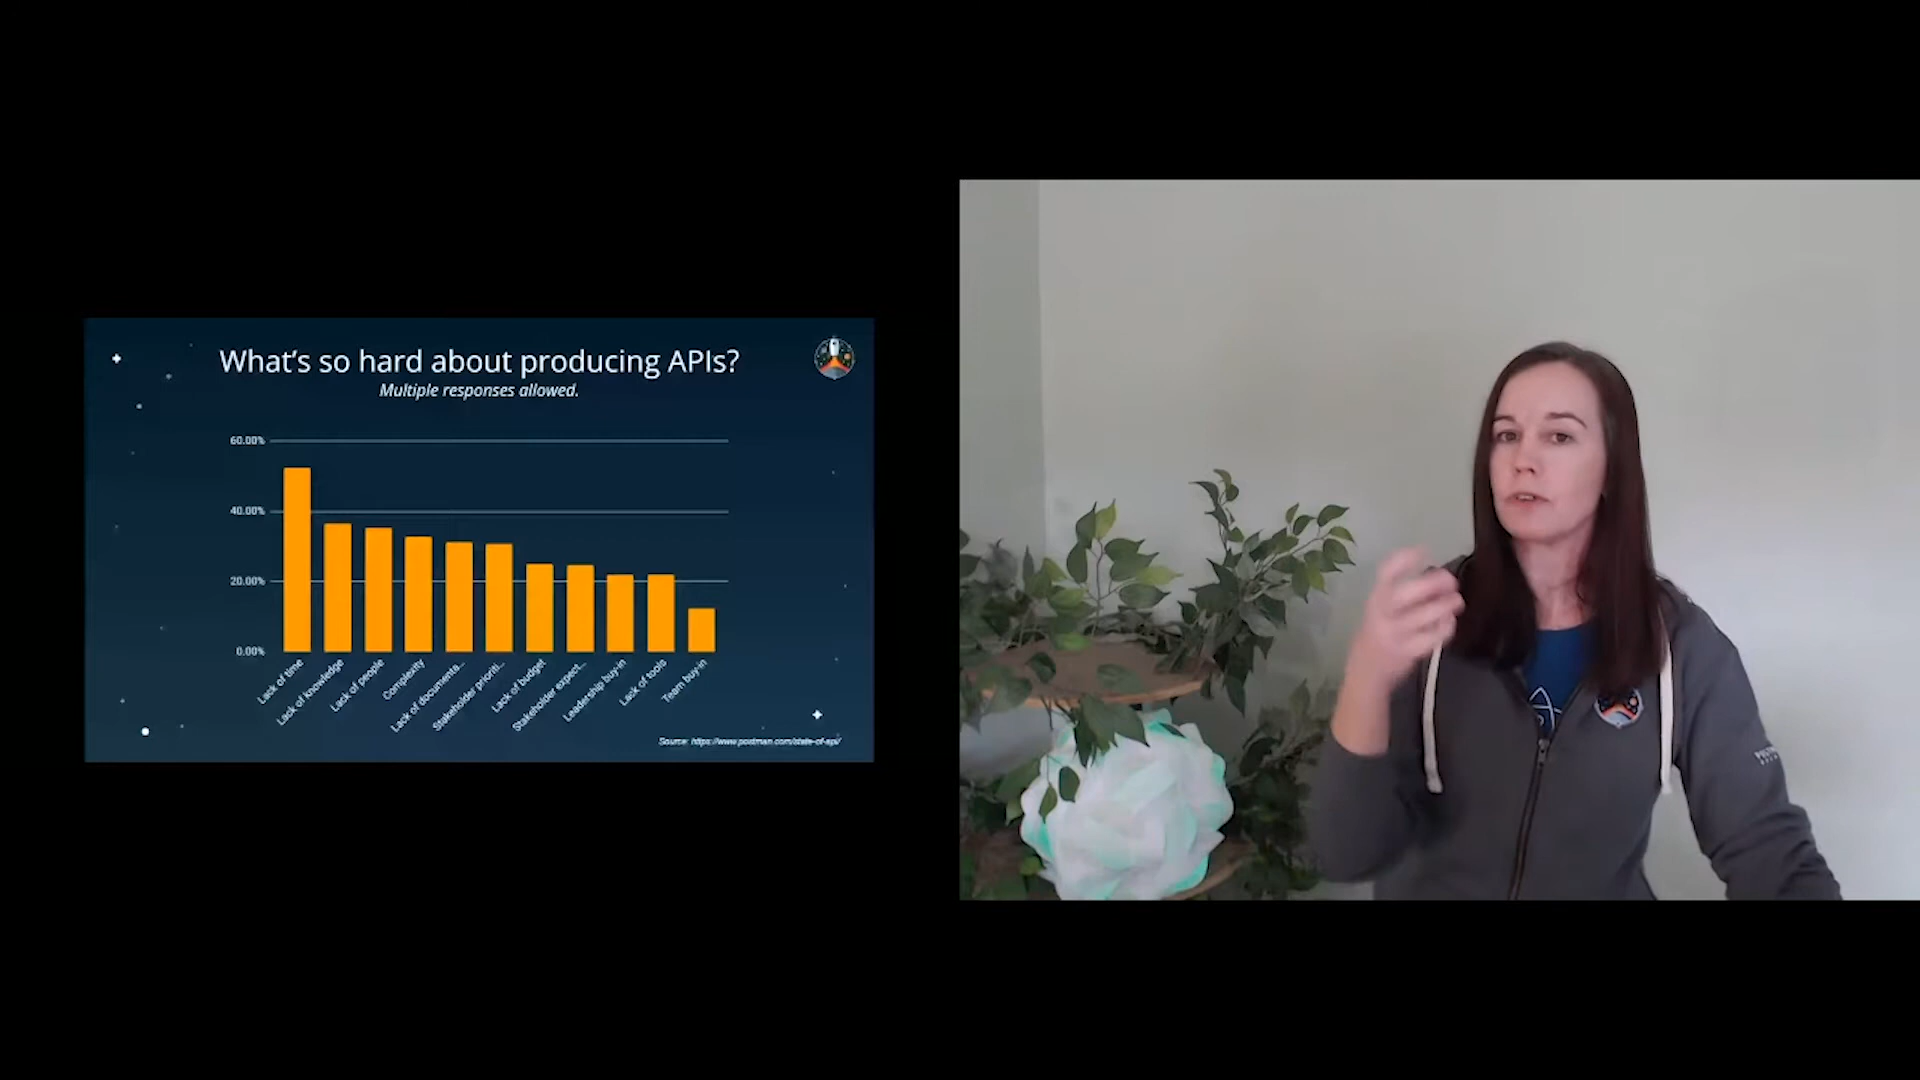 What's so hard about producing APIs?
Multiple responses allowed.
60.00%
40.00%
20.00%
0.00%
Lack of time
Lack of knowledge
Lack of people
Complexity
Lack of documenta...
Stakeholder prioriti...
Lack of budget
Stakeholder expect...
Leadership buy-in
Lack of tools
Team buy-in
Source: https://www.postman.com/state-of-api/